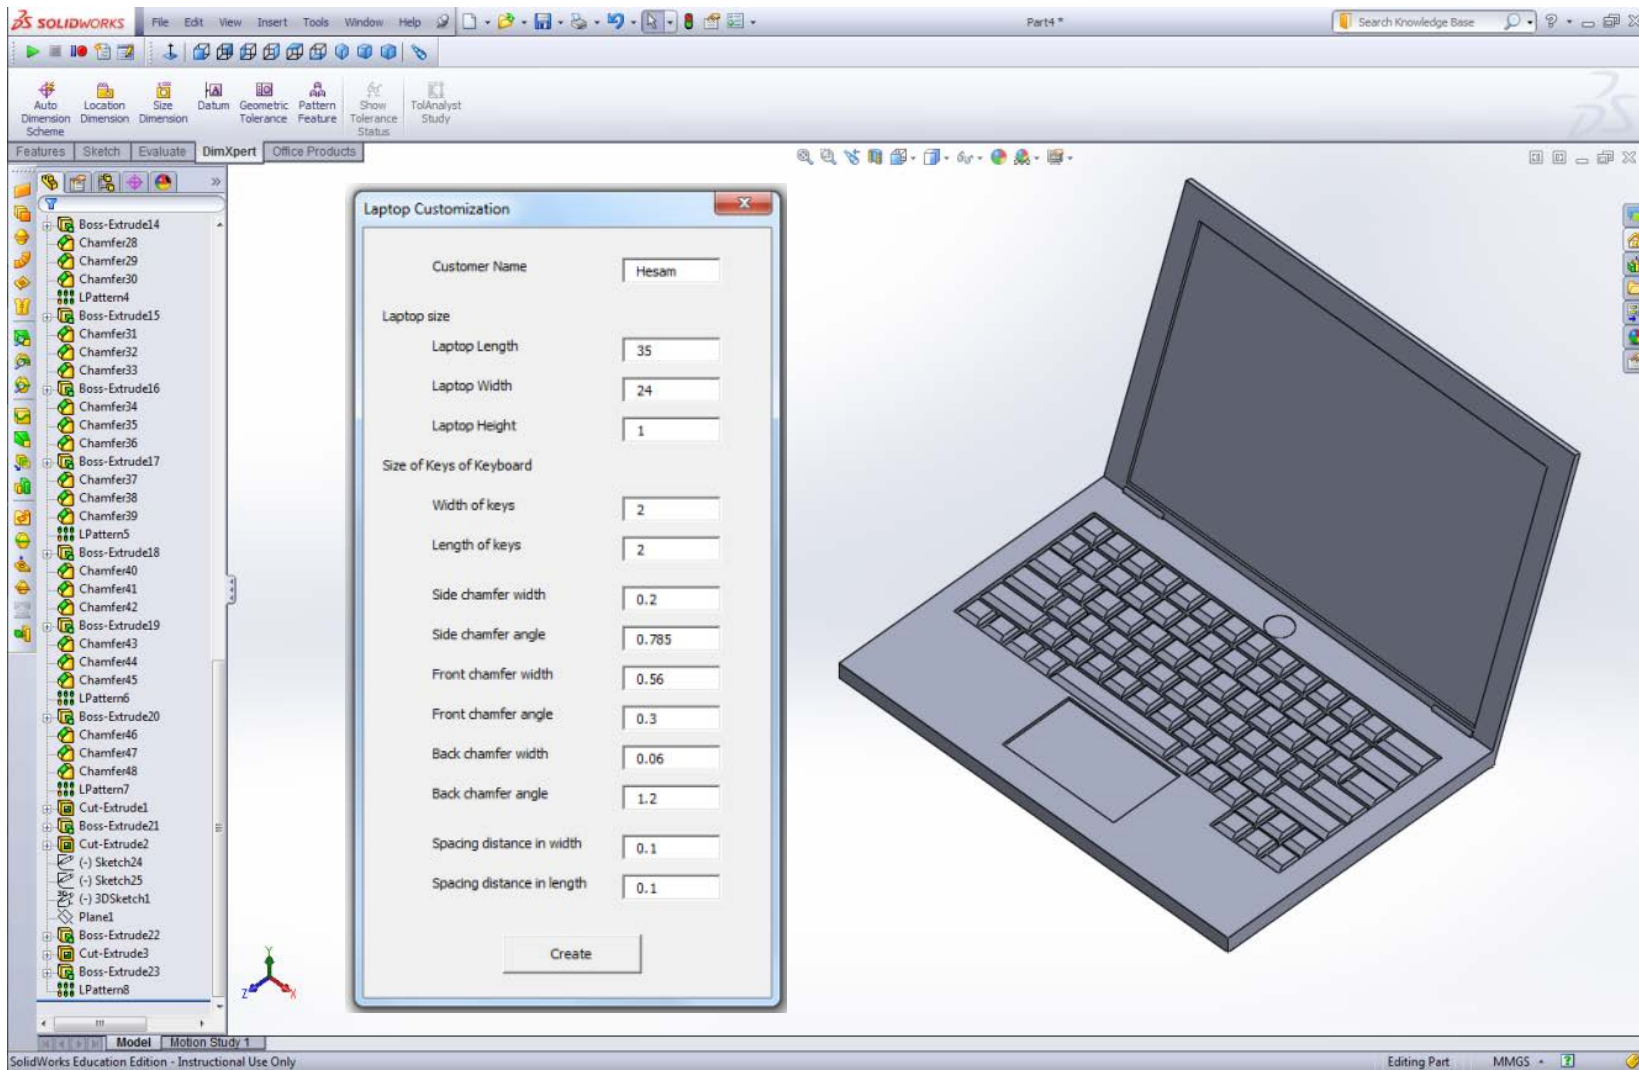 SOLIDWORKS File Edit View Insert Tools Window Help Part4 * Search Knowledge Base
Auto Dimension Scheme
Location Dimension
Size Dimension
Datum
Geometric Tolerance
Pattern Feature
Show Tolerance Status
TolAnalyst Study
Features Sketch Evaluate DimXpert Office Products
Boss-Extrude14
Chamfer28
Chamfer29
Chamfer30
LPattern4
Boss-Extrude15
Chamfer31
Chamfer32
Chamfer33
Boss-Extrude16
Chamfer34
Chamfer35
Chamfer36
Boss-Extrude17
Chamfer37
Chamfer38
Chamfer39
LPattern5
Boss-Extrude18
Chamfer40
Chamfer41
Chamfer42
Boss-Extrude19
Chamfer43
Chamfer44
Chamfer45
LPattern6
Boss-Extrude20
Chamfer46
Chamfer47
Chamfer48
LPattern7
Cut-Extrude1
Boss-Extrude21
Cut-Extrude2
(-) Sketch24
(-) Sketch25
(-) 3DSketch1
Plane1
Boss-Extrude22
Cut-Extrude3
Boss-Extrude23
LPattern8
Laptop Customization
Customer Name Hesam
Laptop size
Laptop Length 35
Laptop Width 24
Laptop Height 1
Size of Keys of Keyboard
Width of keys 2
Length of keys 2
Side chamfer width 0.2
Side chamfer angle 0.785
Front chamfer width 0.56
Front chamfer angle 0.3
Back chamfer width 0.06
Back chamfer angle 1.2
Spacing distance in width 0.1
Spacing distance in length 0.1
Create
Y
Z X
Model Motion Study 1
SolidWorks Education Edition - Instructional Use Only Editing Part MMGS